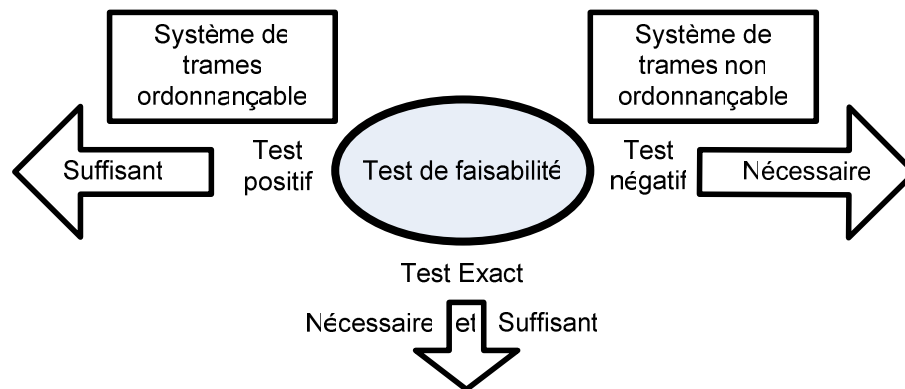 Système de
trames
ordonnançable
Système de
trames non
ordonnançable
Suffisant
Test
positif
Test de faisabilité
Test
négatif
Nécessaire
Test Exact
Nécessaire et Suffisant